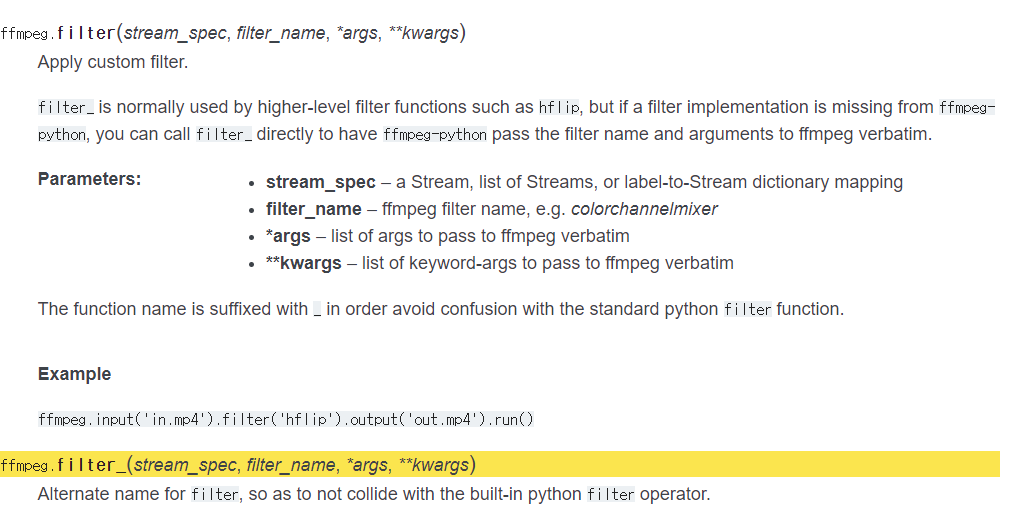 ffmpeg.filter(stream_spec, filter_name, *args, **kwargs)
Apply custom filter.
filter_ is normally used by higher-level filter functions such as hflip, but if a filter implementation is missing from ffmpeg-
python, you can call filter_ directly to have ffmpeg-python pass the filter name and arguments to ffmpeg verbatim.
Parameters:
• stream_spec – a Stream, list of Streams, or label-to-Stream dictionary mapping
• filter_name – ffmpeg filter name, e.g. colorchannelmixer
• *args – list of args to pass to ffmpeg verbatim
• **kwargs – list of keyword-args to pass to ffmpeg verbatim
The function name is suffixed with _ in order avoid confusion with the standard python filter function.
Example
ffmpeg.input('in.mp4').filter('hflip').output('out.mp4').run()
ffmpeg.filter_(stream_spec, filter_name, *args, **kwargs)
Alternate name for filter, so as to not collide with the built-in python filter operator.